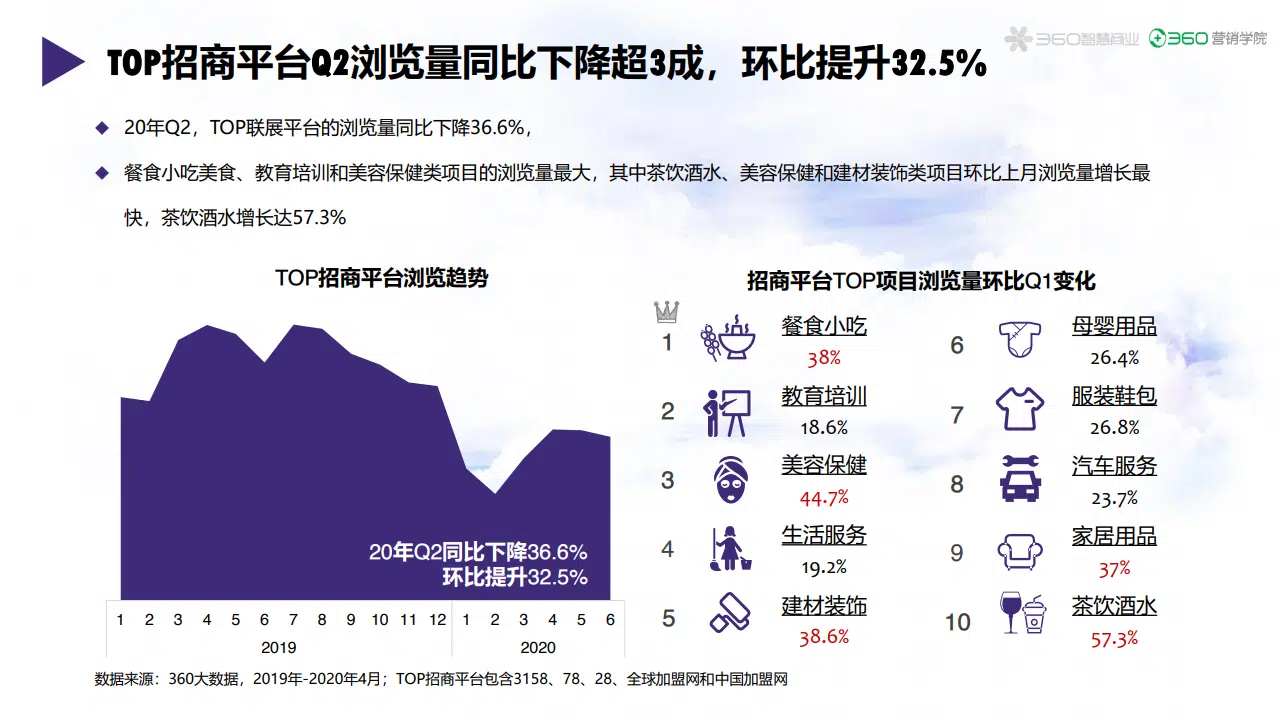 TOP招商平台Q2浏览量同比下降超3成，环比提升32.5%
360智慧商业
360营销学院
20年Q2，TOP联展平台的浏览量同比下降36.6%，
餐食小吃美食、教育培训和美容保健类项目的浏览量最大，其中茶饮酒水、美容保健和建材装饰类项目环比上月浏览量增长最
快，茶饮酒水增长达57.3%
TOP招商平台浏览趋势
20年Q2同比下降36.6%
环比提升32.5%
1 2 3 4 5 6 7 8 9 10 11 12 1 2 3 4 5 6
2019 2020
招商平台TOP项目浏览量环比Q1变化
1 餐食小吃
38%
2 教育培训
18.6%
3 美容保健
44.7%
4 生活服务
19.2%
5 建材装饰
38.6%
6 母婴用品
26.4%
7 服装鞋包
26.8%
8 汽车服务
23.7%
9 家居用品
37%
10 茶饮酒水
57.3%
数据来源：360大数据，2019年-2020年4月；TOP招商平台包含3158、78、28、全球加盟网和中国加盟网